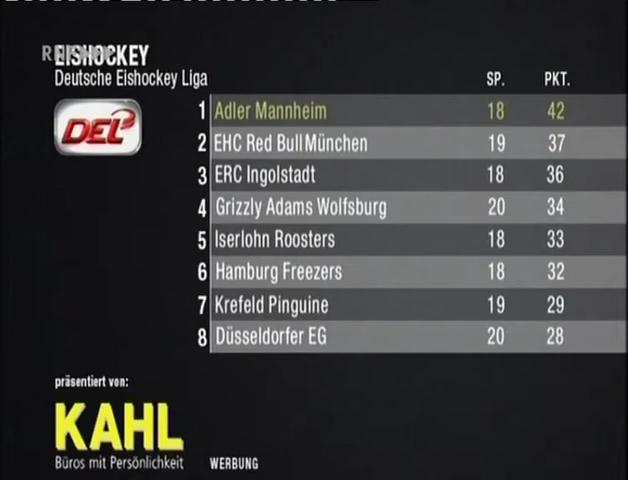 EISHOCKEY
Deutsche Eishockey Liga
SP. PKT.
DEL²
1 Adler Mannheim 18 42
2 EHC Red Bull München 19 37
3 ERC Ingolstadt 18 36
4 Grizzly Adams Wolfsburg 20 34
5 Iserlohn Roosters 18 33
6 Hamburg Freezers 18 32
7 Krefeld Pinguine 19 29
8 Düsseldorfer EG 20 28
präsentiert von:
KAHL
Büros mit Persönlichkeit WERBUNG